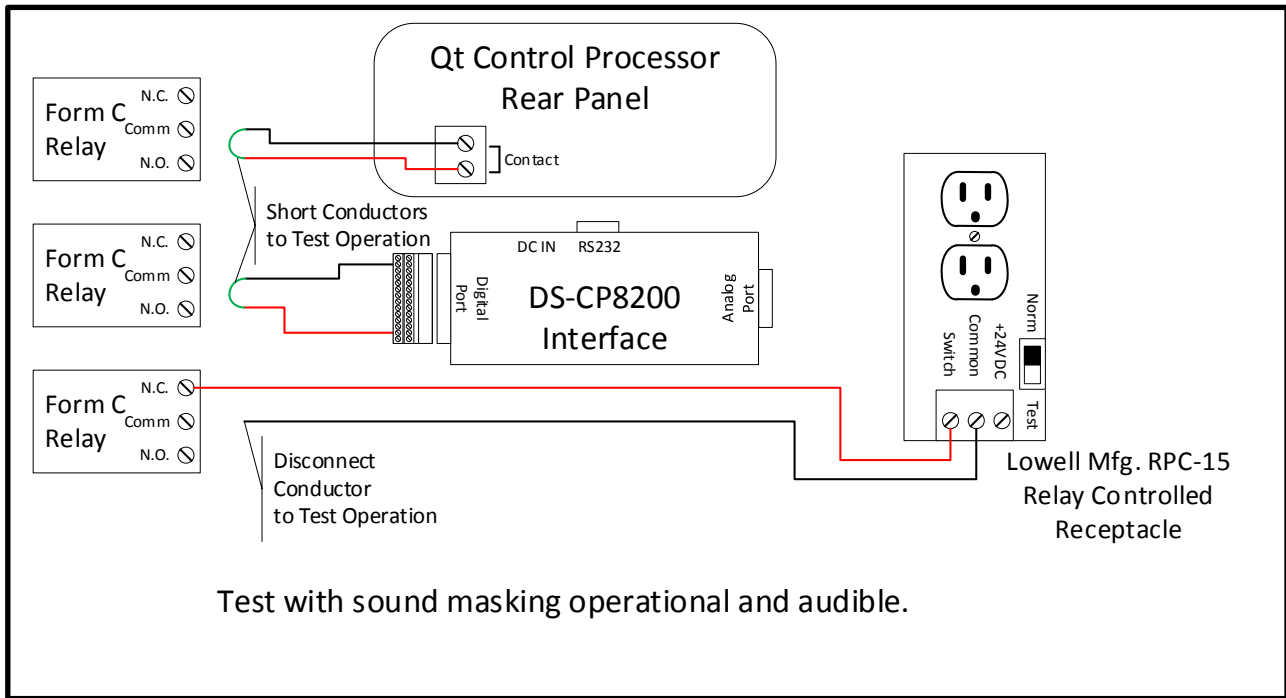 Qt Control Processor
Rear Panel
Contact
Form C
Relay
N.C.
Comm
N.O.
Short Conductors
to Test Operation
Form C
Relay
N.C.
Comm
N.O.
DC IN
RS232
Digital
Port
DS-CP8200
Interface
Analog
Port
Form C
Relay
N.C.
Comm
N.O.
Disconnect
Conductor
to Test Operation
Switch
Common
+24VDC
Norm
Test
Lowell Mfg. RPC-15
Relay Controlled
Receptacle
Test with sound masking operational and audible.